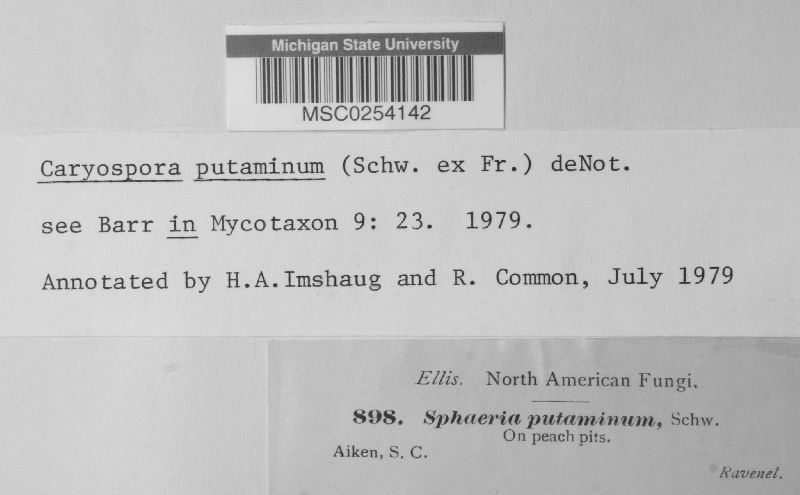 Michigan State University
MSC0254142
Caryospora putaminum (Schw. ex Fr.) deNot.
see Barr in Mycotaxon 9: 23. 1979.
Annotated by H.A.Imshaug and R. Common, July 1979
Ellis. North American Fungi,
898. Sphaeria putaminum, Schw.
On peach pits.
Aiken, S. C.
Ravenel.